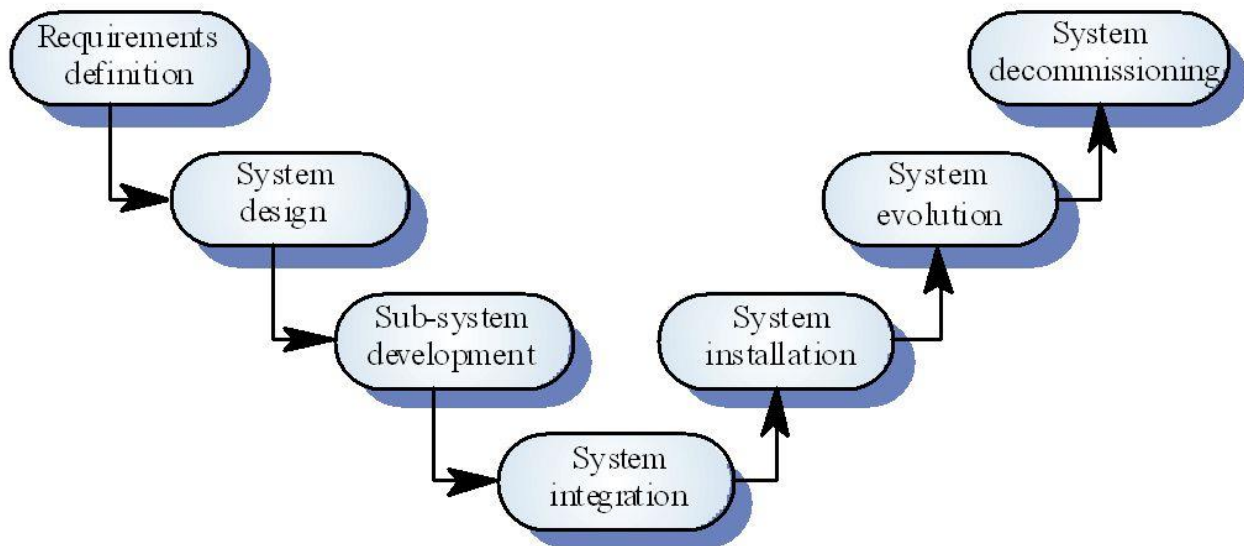 Requirements
definition
System
design
Sub-system
development
System
integration
System
installation
System
evolution
System
decommissioning